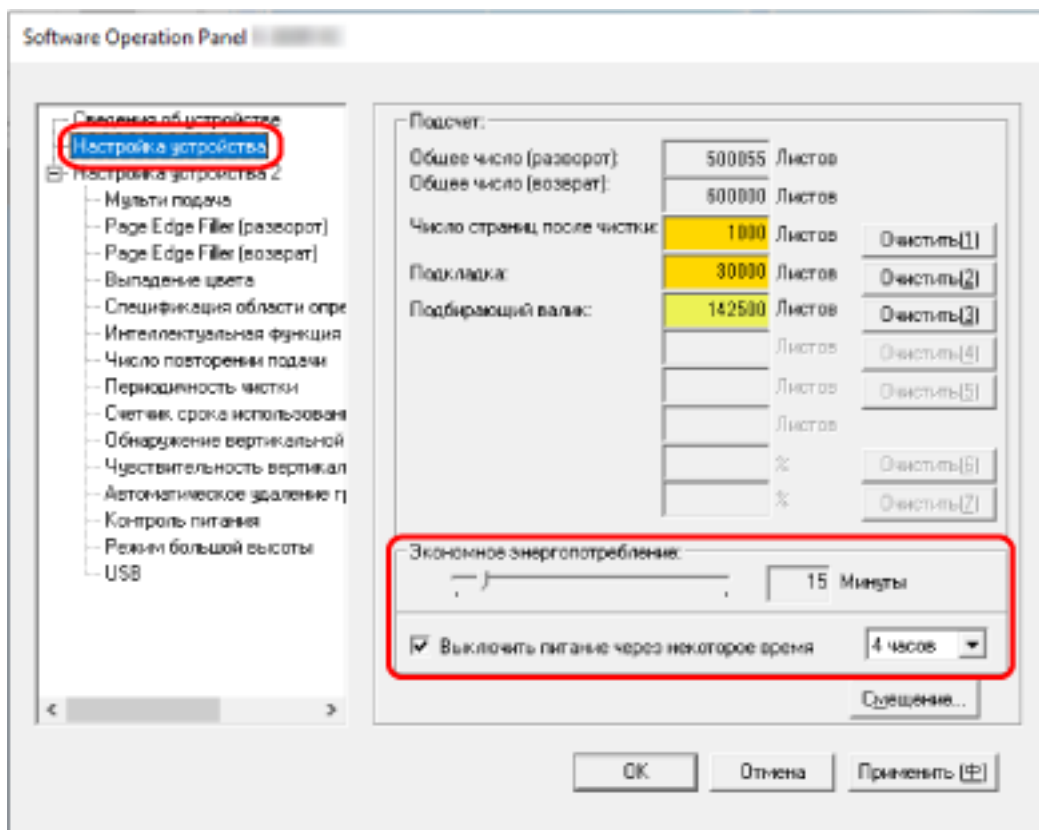 Software Operation Panel
Сведения об устройстве
Настройка устройства
Настройка устройства 2
Мульти подача
Page Edge Filler (разворот)
Page Edge Filler (возврат)
Выпадение цвета
Спецификация области опре
Интеллектуальная функция
Число повторении подачи
Периодичность чистки
Счетчик срока использован
Обнаружение вертикальной
Чувствительность вертикал
Автоматическое удаление г
Контроль питания
Режим большой высоты
USB
Подсчет:
Общее число (разворот): 500055 Листов
Общее число (возврат): 600000 Листов
Число страниц после чистки: 1000 Листов Очистить(1)
Подкладка: 30000 Листов Очистить(2)
Подбирающий валик: 142500 Листов Очистить(3)
Листов Очистить(4)
Листов Очистить(5)
Листов
% Очистить(6)
% Очистить(7)
Экономное энергопотребление:
15 Минуты
Выключить питание через некоторое время 4 часов
Смещение...
OK Отмена Применить (中)